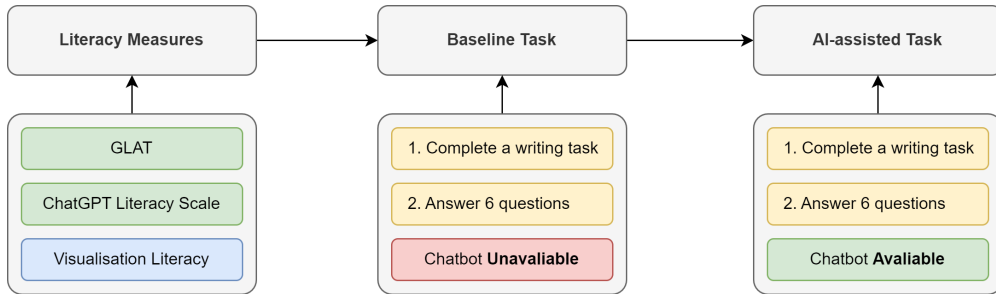 Literacy Measures
Baseline Task
AI-assisted Task
GLAT
ChatGPT Literacy Scale
Visualisation Literacy
1. Complete a writing task
2. Answer 6 questions
Chatbot Unavaliable
1. Complete a writing task
2. Answer 6 questions
Chatbot Avaliable